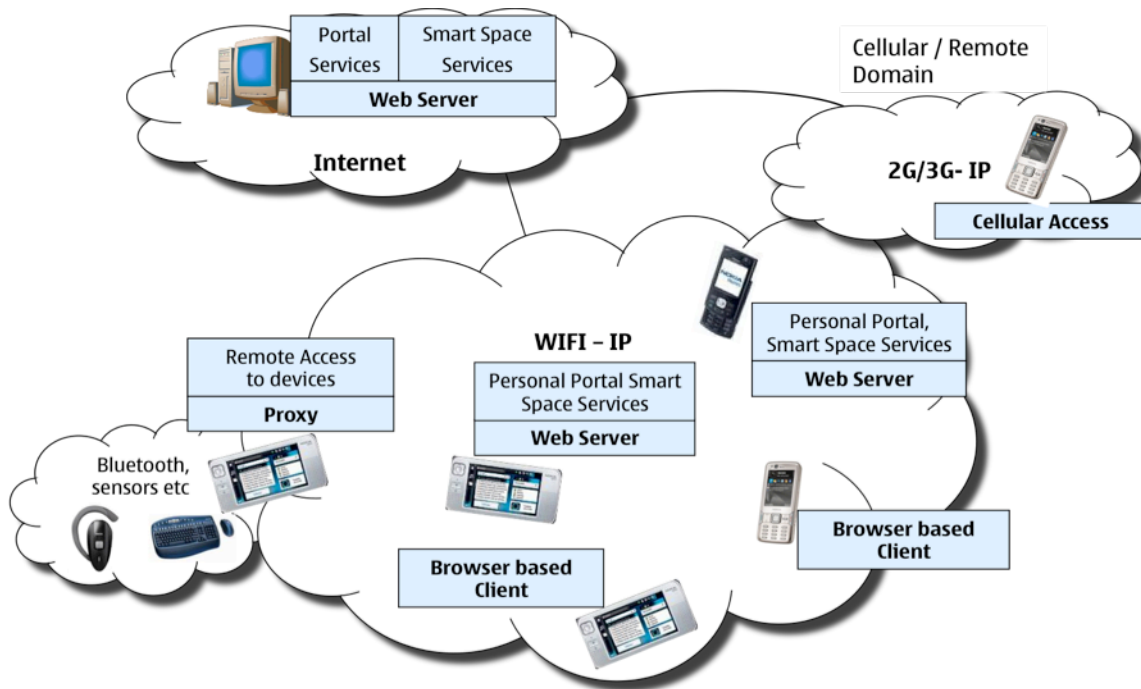 Portal
Services
Smart Space
Services
Web Server
Internet
Cellular / Remote
Domain
2G/3G- IP
Cellular Access
WIFI – IP
Personal Portal,
Smart Space Services
Web Server
Remote Access
to devices
Proxy
Personal Portal Smart
Space Services
Web Server
Bluetooth,
sensors etc
Browser based
Client
Browser based
Client
NOKIA